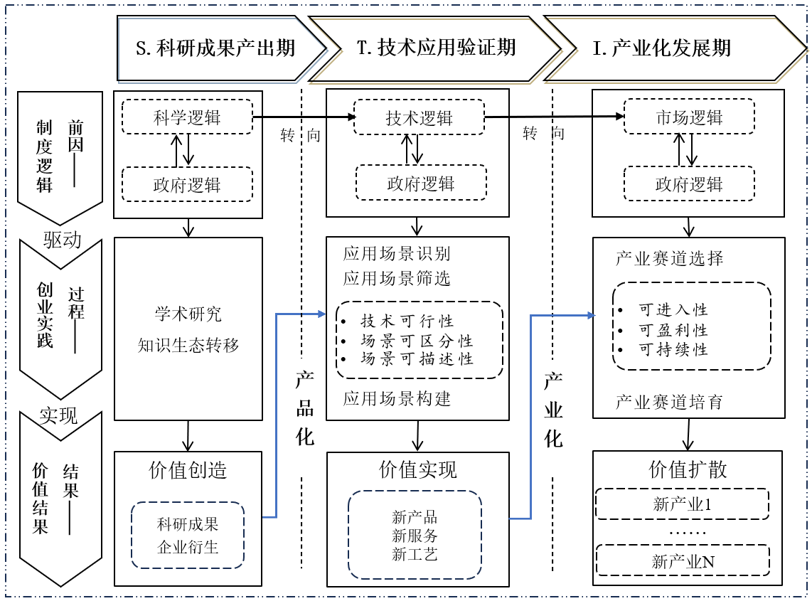 S. 科研成果产出期
T. 技术应用验证期
I. 产业化发展期
前因——
制度逻辑
科学逻辑
政府逻辑
转 向
技术逻辑
政府逻辑
转 向
市场逻辑
政府逻辑
驱动
过程——
创业实践
学术研究
知识生态转移
产品化
应用场景识别
应用场景筛选
• 技术可行性
• 场景可区分性
• 场景可描述性
应用场景构建
产业化
产业赛道选择
• 可进入性
• 可盈利性
• 可持续性
产业赛道培育
实现
结果——
价值结果
价值创造
科研成果
企业衍生
价值实现
新产品
新服务
新工艺
价值扩散
新产业1
……
新产业N